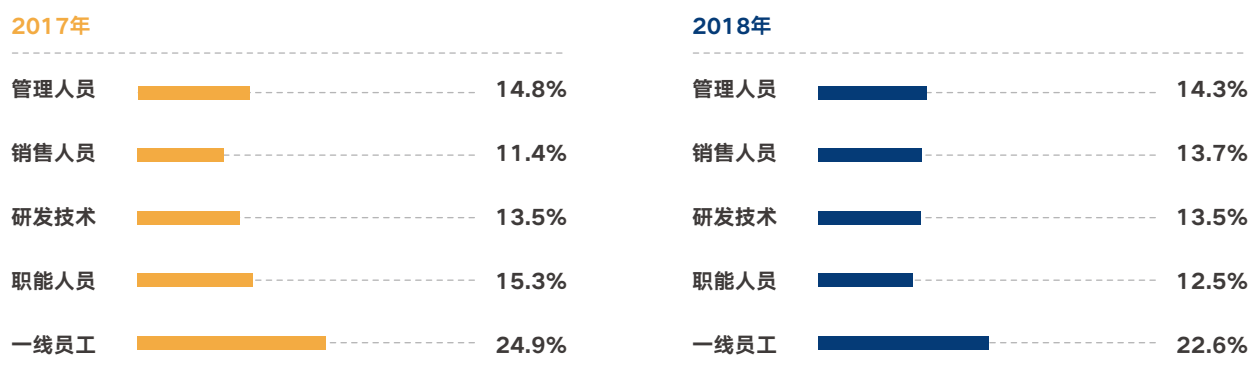 2017年
管理人员 14.8%
销售人员 11.4%
研发技术 13.5%
职能人员 15.3%
一线员工 24.9%
2018年
管理人员 14.3%
销售人员 13.7%
研发技术 13.5%
职能人员 12.5%
一线员工 22.6%